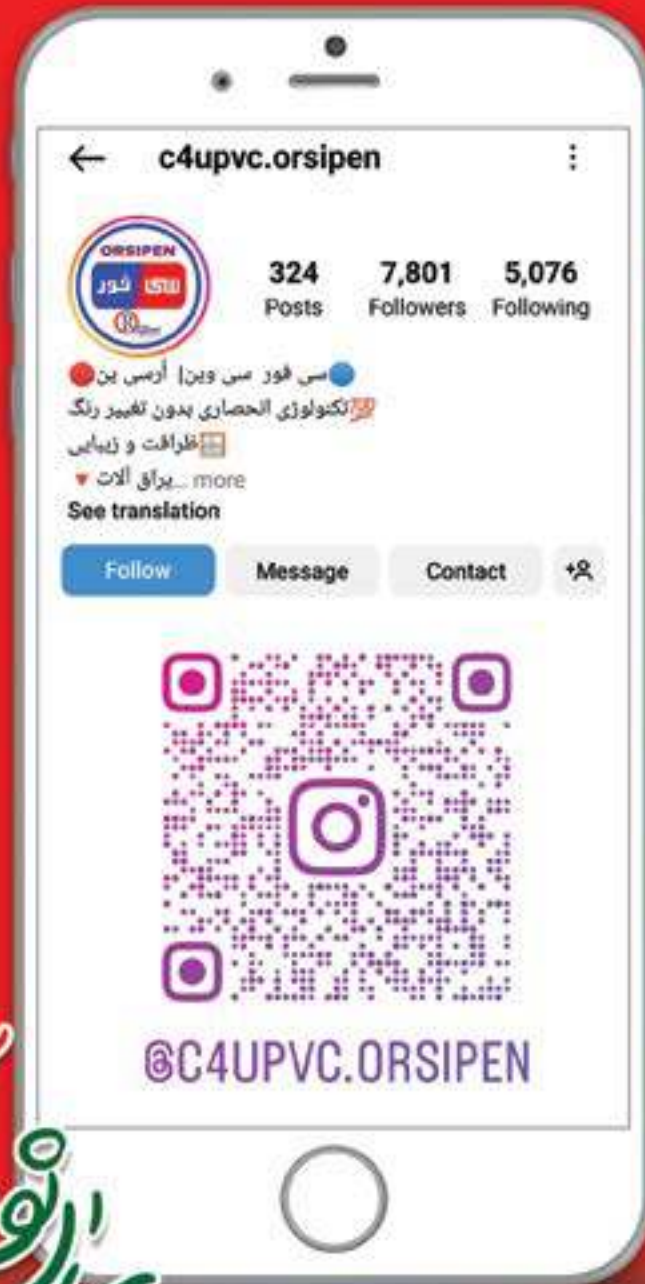 c4upvc.orsipen
ORSIPEN
سی فور
324 7,801 5,076
Posts Followers Following
🔵سی فور سی وین| اُرسی پن🔴
💯تکنولوژی انحصاری بدون تغییر رنگ
🪟ظرافت و زیبایی
🔻 یراق آلات... more
See translation
Follow Message Contact
@C4UPVC.ORSIPEN